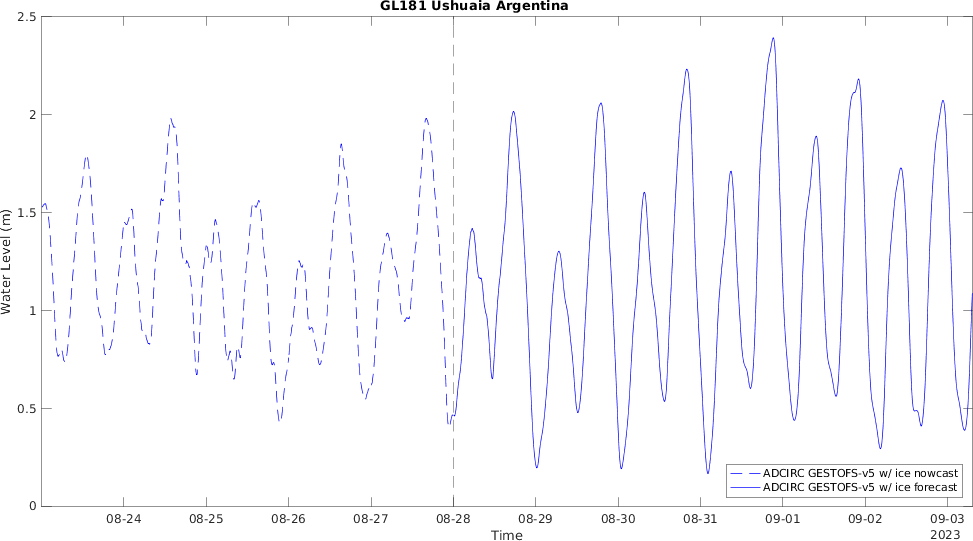 GL181 Ushuaia Argentina
2.5
2
1.5
1
0.5
0
Water Level (m)
08-24 08-25 08-26 08-27 08-28 08-29 08-30 08-31 09-01 09-02 09-03
2023
Time
ADCIRC GESTOFS-v5 w/ ice nowcast
ADCIRC GESTOFS-v5 w/ ice forecast